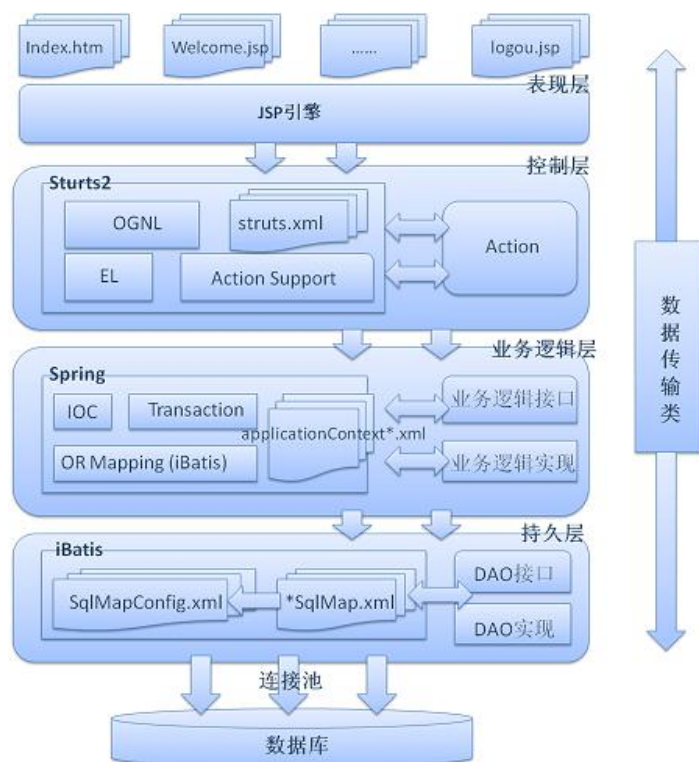 Index.htm
Welcome.jsp
......
logou.jsp
表现层
JSP引擎
控制层
Sturts2
OGNL
struts.xml
EL
Action Support
Action
业务逻辑层
Spring
IOC
Transaction
applicationContext*.xml
OR Mapping (iBatis)
业务逻辑接口
业务逻辑实现
持久层
iBatis
SqlMapConfig.xml
*SqlMap.xml
DAO接口
DAO实现
连接池
数据库
数据传输类